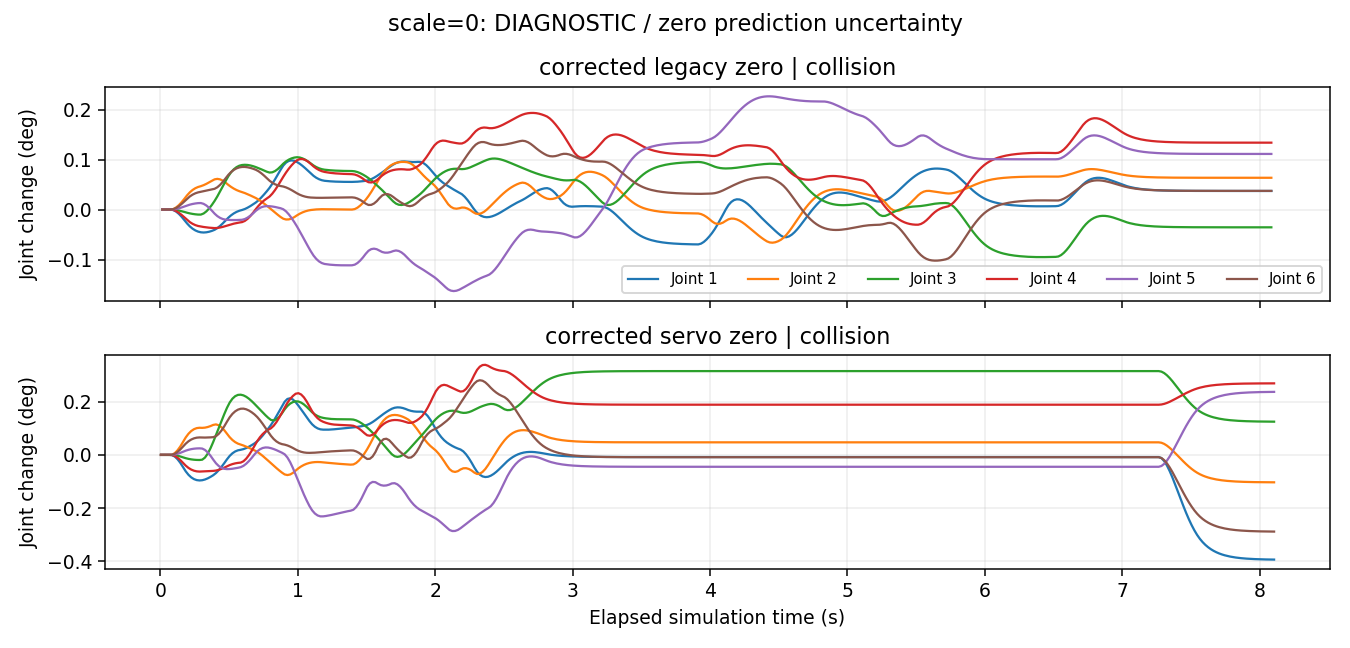 scale=0: DIAGNOSTIC / zero prediction uncertainty
corrected legacy zero | collision
Joint change (deg)
0.2
0.1
0.0
−0.1
Joint 1 Joint 2 Joint 3 Joint 4 Joint 5 Joint 6
corrected servo zero | collision
Joint change (deg)
0.2
0.0
−0.2
−0.4
0 1 2 3 4 5 6 7 8
Elapsed simulation time (s)